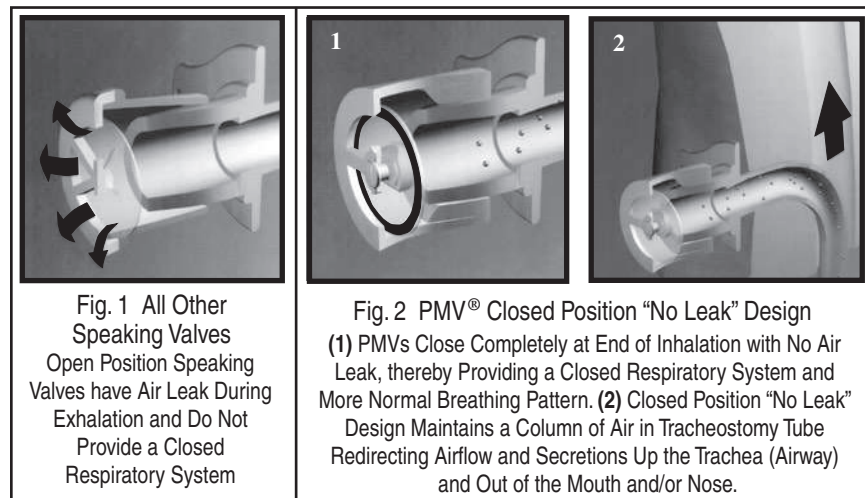 Fig. 1 All Other
Speaking Valves
Open Position Speaking
Valves have Air Leak During
Exhalation and Do Not
Provide a Closed
Respiratory System
1
2
Fig. 2 PMV® Closed Position “No Leak” Design
(1) PMVs Close Completely at End of Inhalation with No Air
Leak, thereby Providing a Closed Respiratory System and
More Normal Breathing Pattern. (2) Closed Position “No Leak”
Design Maintains a Column of Air in Tracheostomy Tube
Redirecting Airflow and Secretions Up the Trachea (Airway)
and Out of the Mouth and/or Nose.